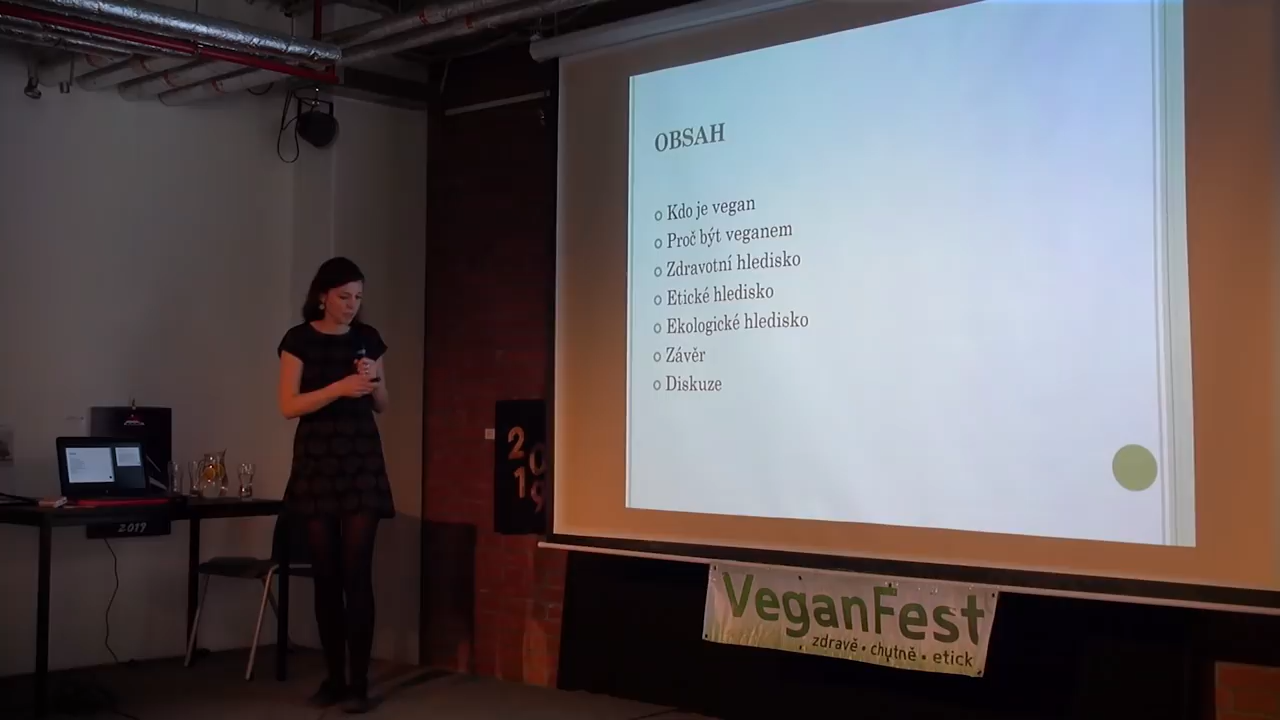 OBSAH
Kdo je vegan
Proč být veganem
Zdravotní hledisko
Etické hledisko
Ekologické hledisko
Závěr
Diskuze
2019
2019
VeganFest
zdravě • chutně • etick